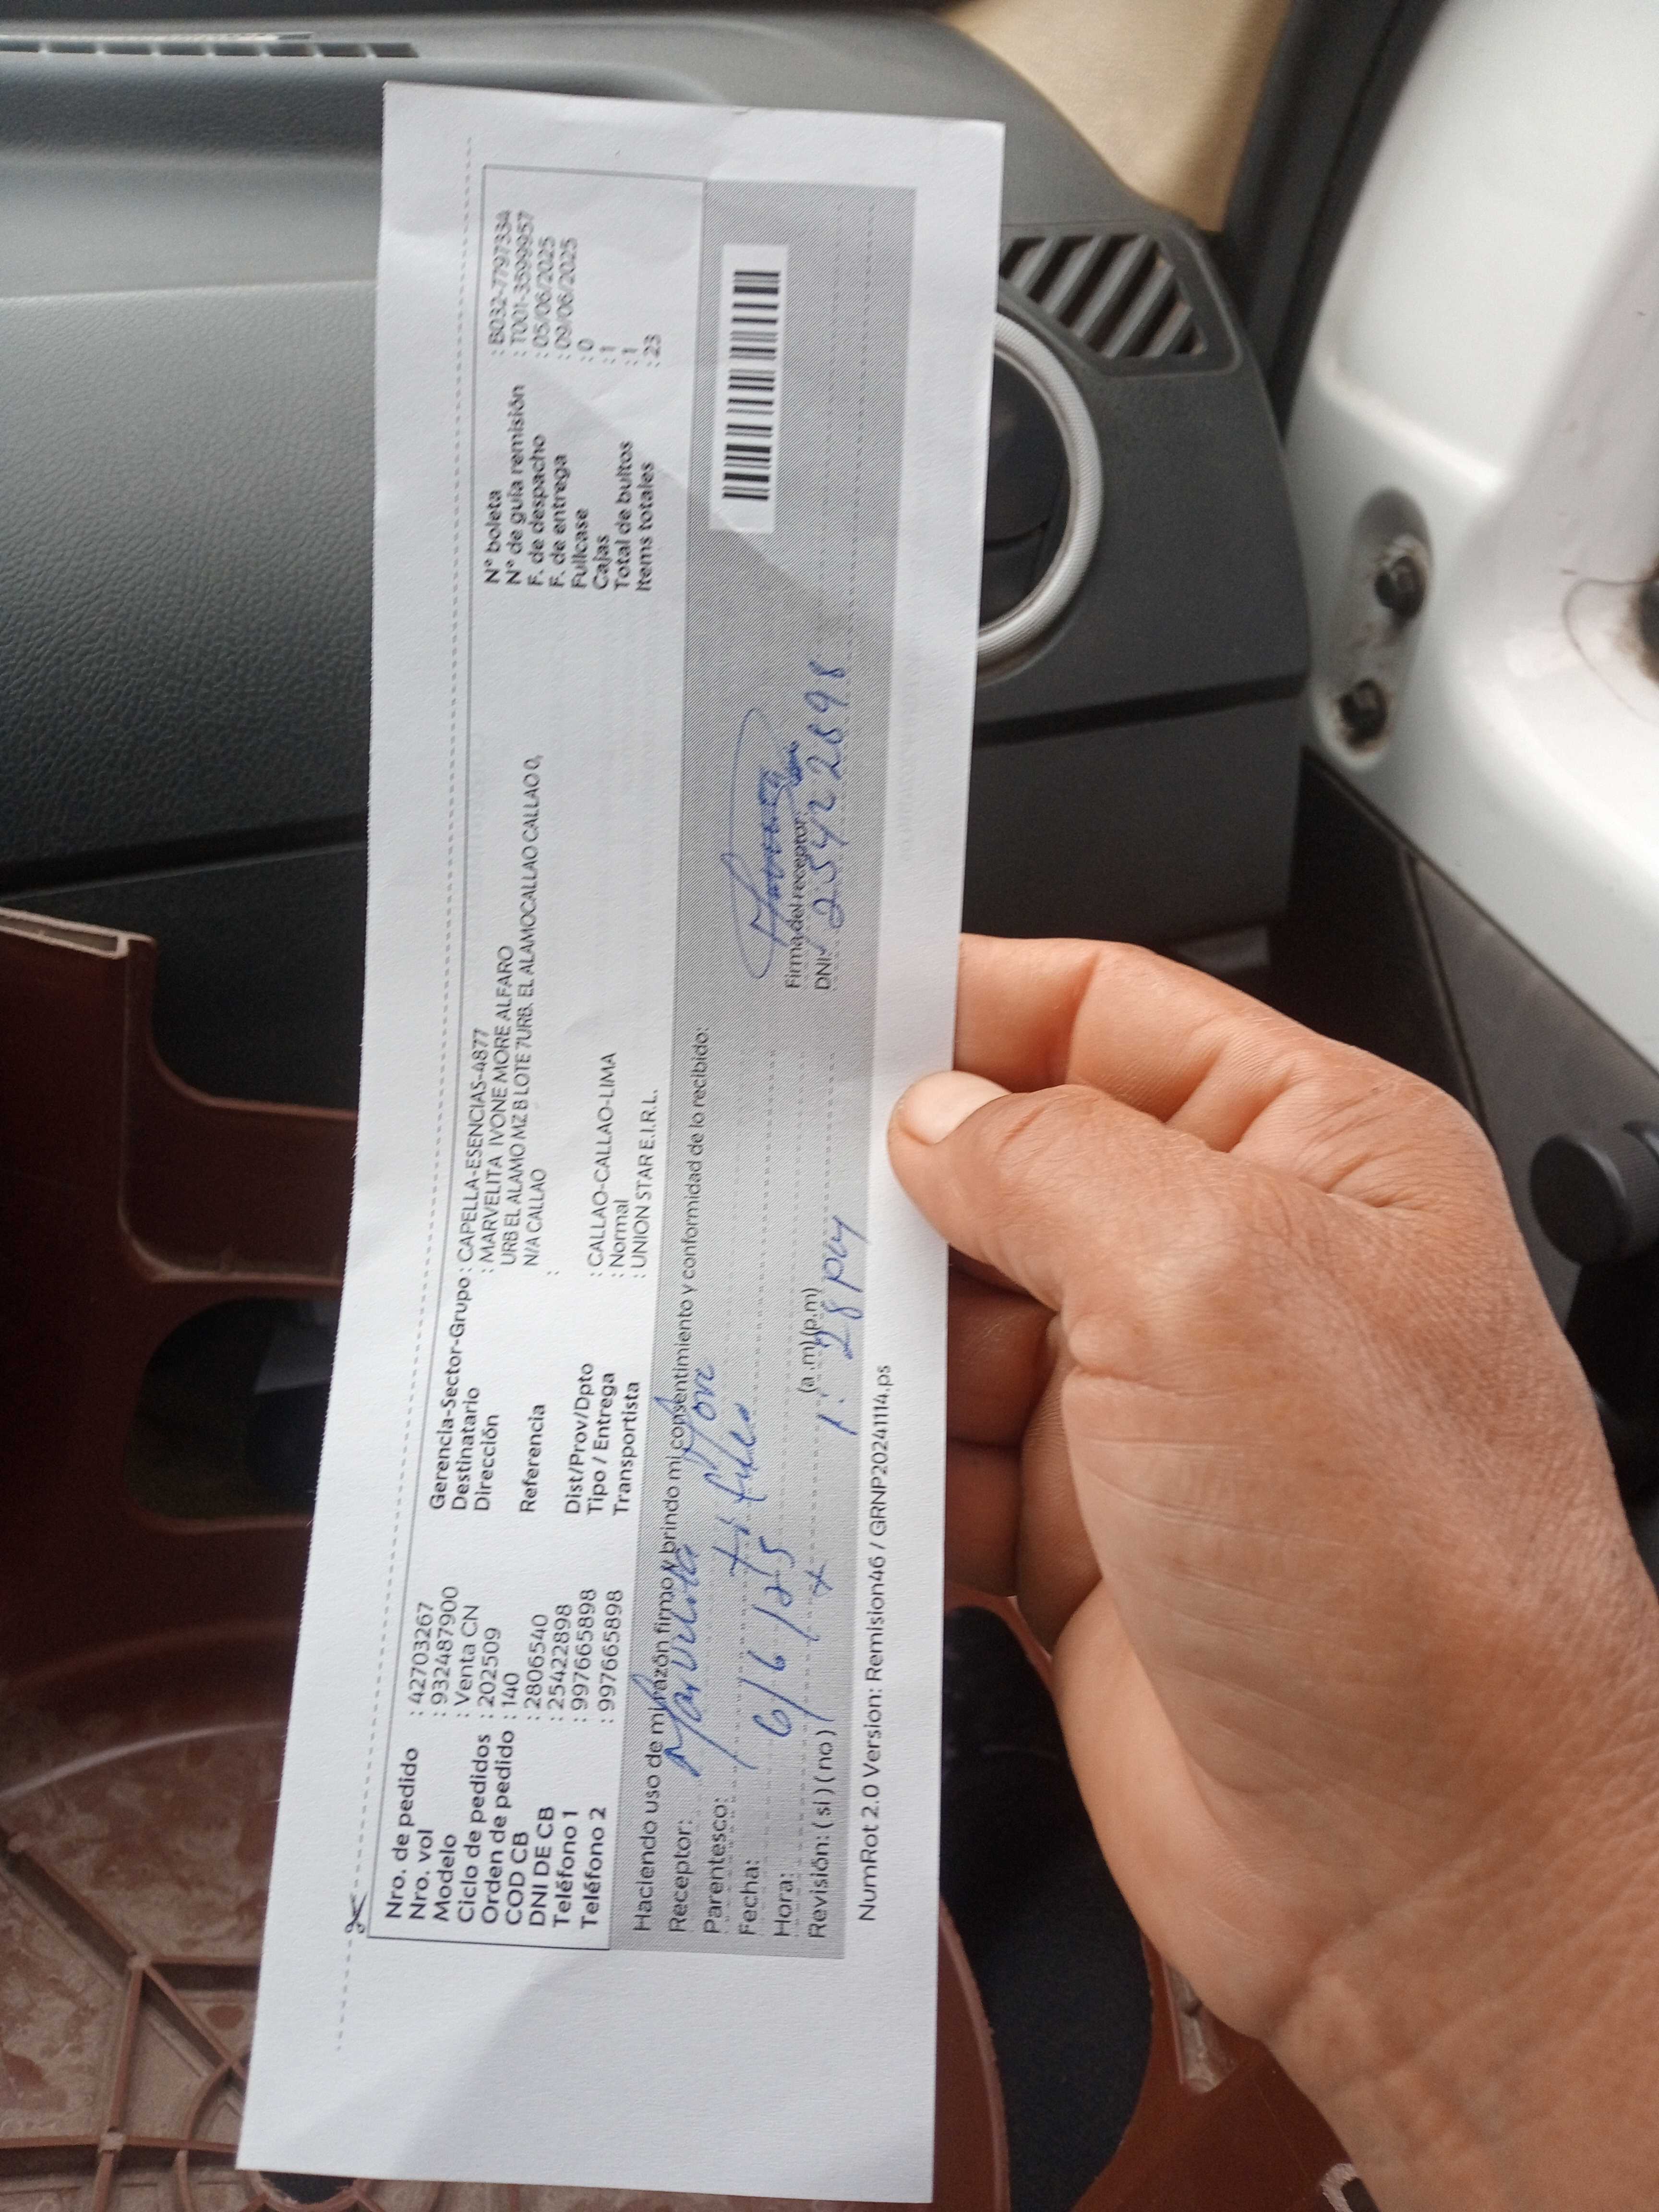 Nro. de pedido : 42703267
Nro. vol : 932487900
Modelo : Venta CN
Ciclo de pedidos : 202509
Orden de pedido : 140
COD CB : 2806540
DNI DE CB : 25422898
Teléfono 1 : 997665898
Teléfono 2 : 997665898
Gerencia-Sector-Grupo : CAPELLA-ESENCIAS-4877
Destinatario : MARVELITA IVONE MORE ALFARO
Dirección URB EL ALAMO MZ B LOTE 7URB. EL ALAMOCALLAO CALLAO 0,
N/A CALLAO
Referencia :
Dist/Prov/Dpto : CALLAO-CALLAO-LIMA
Tipo / Entrega : Normal
Transportista : UNION STAR E.I.R.L.
N° boleta : B032-7797334
N° de guía remisión : T001-3599957
F. de despacho : 05/06/2025
F. de entrega : 09/06/2025
Fullcase : 0
Cajas : 1
Total de bultos : 1
Items totales : 23
Haciendo uso de mi razón firmo y brindo mi consentimiento y conformidad de lo recibido:
Receptor: Marvelita More
Parentesco:
Fecha: 6/6/25
Hora: (a.m)(p.m)
1:28 pm
Revisión: ( si ) ( no )
Firma del receptor:
DNI 25422898
NumRot 2.0 Version: Remision46 / GRNP20241114.ps